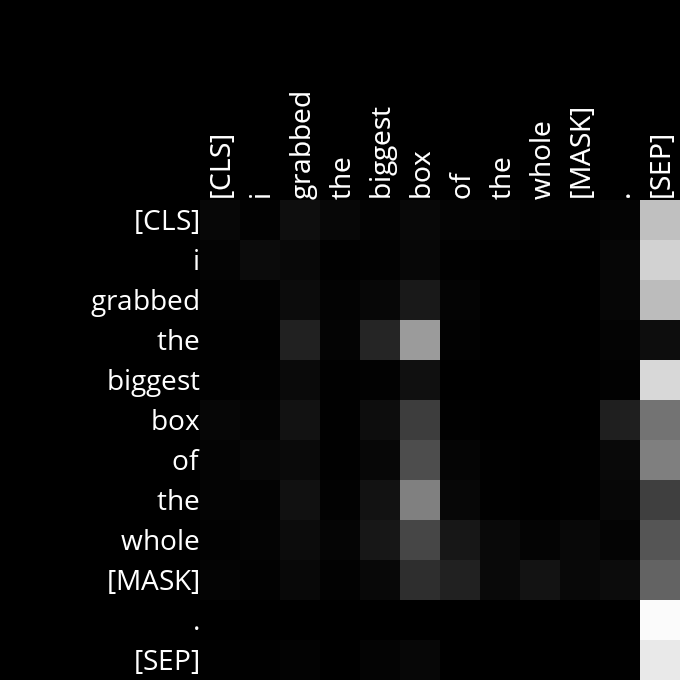 [CLS] i grabbed the biggest box of the whole [MASK] . [SEP]
[CLS]
i
grabbed
the
biggest
box
of
the
whole
[MASK]
.
[SEP]